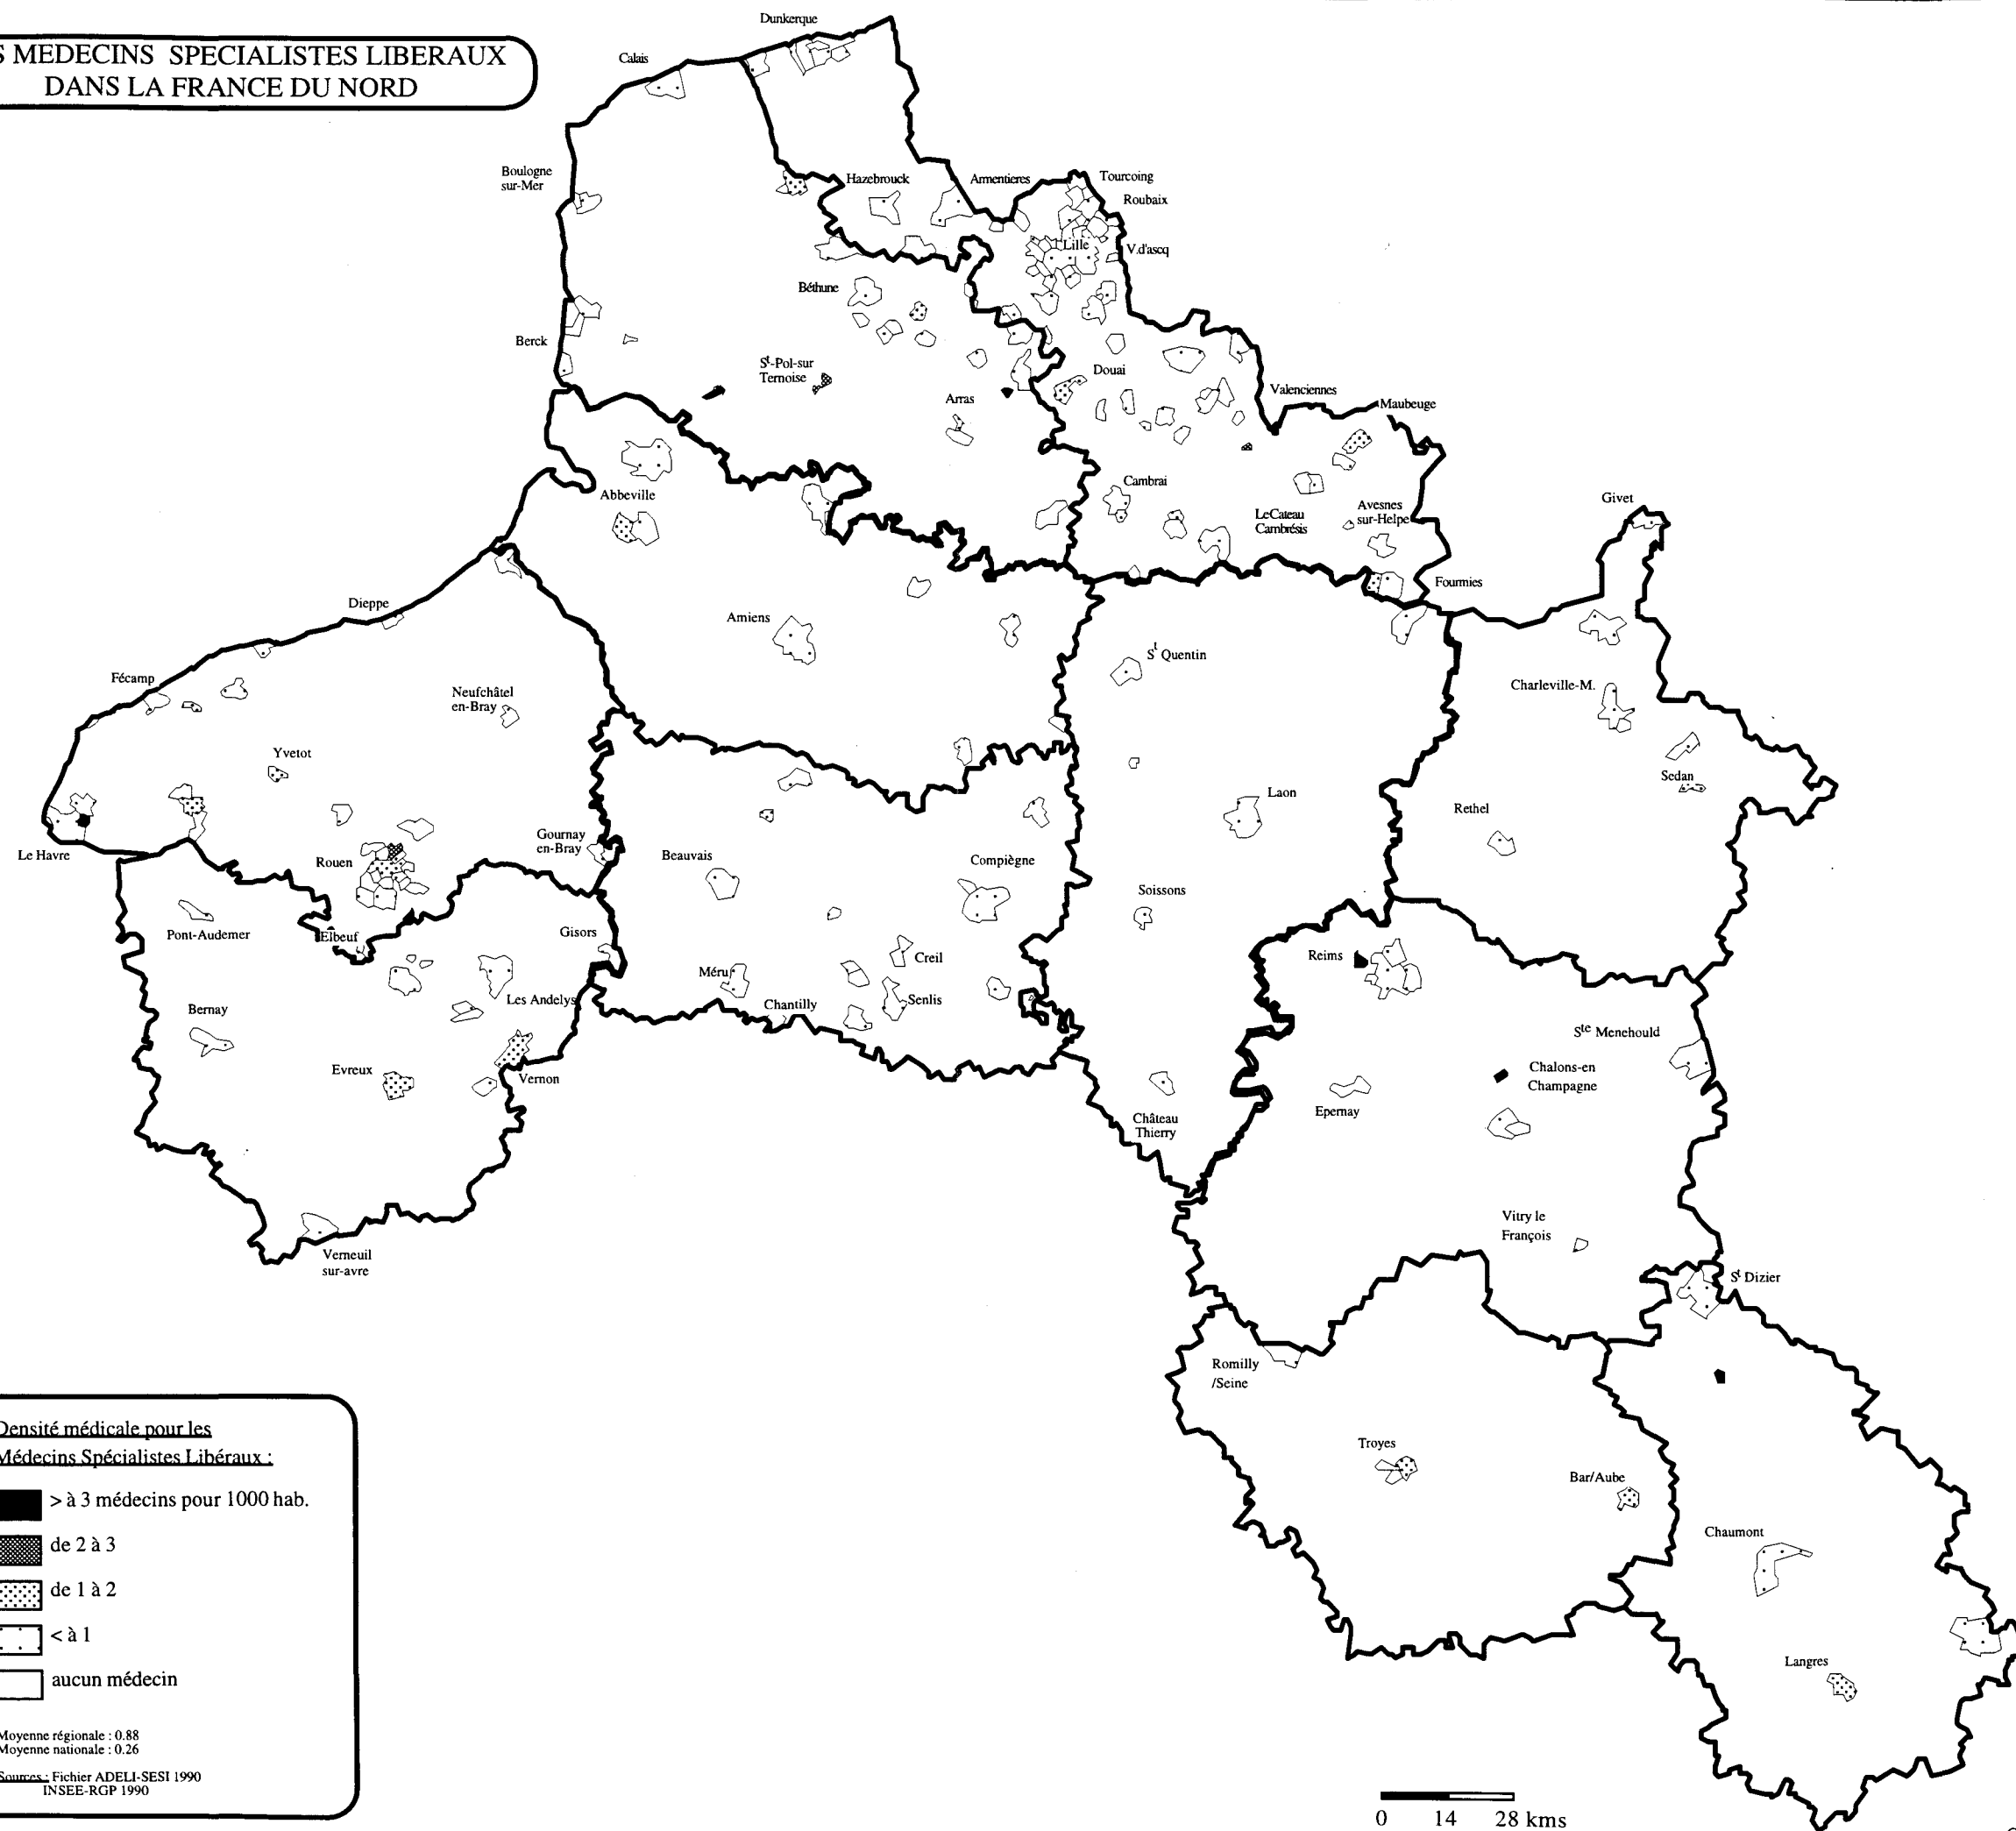 S MEDECINS SPECIALISTES LIBERAUX
DANS LA FRANCE DU NORD
Dunkerque
Calais
Boulogne
sur-Mer
Hazebrouck
Armentieres
Tourcoing
Roubaix
Lille
V.d'ascq
Béthune
Berck
St-Pol-sur
Ternoise
Douai
Arras
Valenciennes
Maubeuge
Abbeville
Cambrai
LeCateau
Cambrésis
Avesnes
sur-Helpe
Givet
Fourmies
Dieppe
Amiens
St Quentin
Fécamp
Neufchâtel
en-Bray
Charleville-M.
Yvetot
Sedan
Laon
Rethel
Le Havre
Rouen
Gournay
en-Bray
Beauvais
Compiègne
Soissons
Pont-Audemer
Elbeuf
Gisors
Creil
Reims
Méru
Les Andelys
Chantilly
Senlis
Bernay
Ste Menehould
Evreux
Vernon
Chalons-en
Champagne
Château
Thierry
Epernay
Vitry le
François
Verneuil
sur-avre
St Dizier
Romilly
/Seine
Troyes
Bar/Aube
Chaumont
Langres
Densité médicale pour les
Médecins Spécialistes Libéraux :
> à 3 médecins pour 1000 hab.
de 2 à 3
de 1 à 2
< à 1
aucun médecin
Moyenne régionale : 0.88
Moyenne nationale : 0.26
Sources : Fichier ADELI-SESI 1990
INSEE-RGP 1990
0 14 28 kms